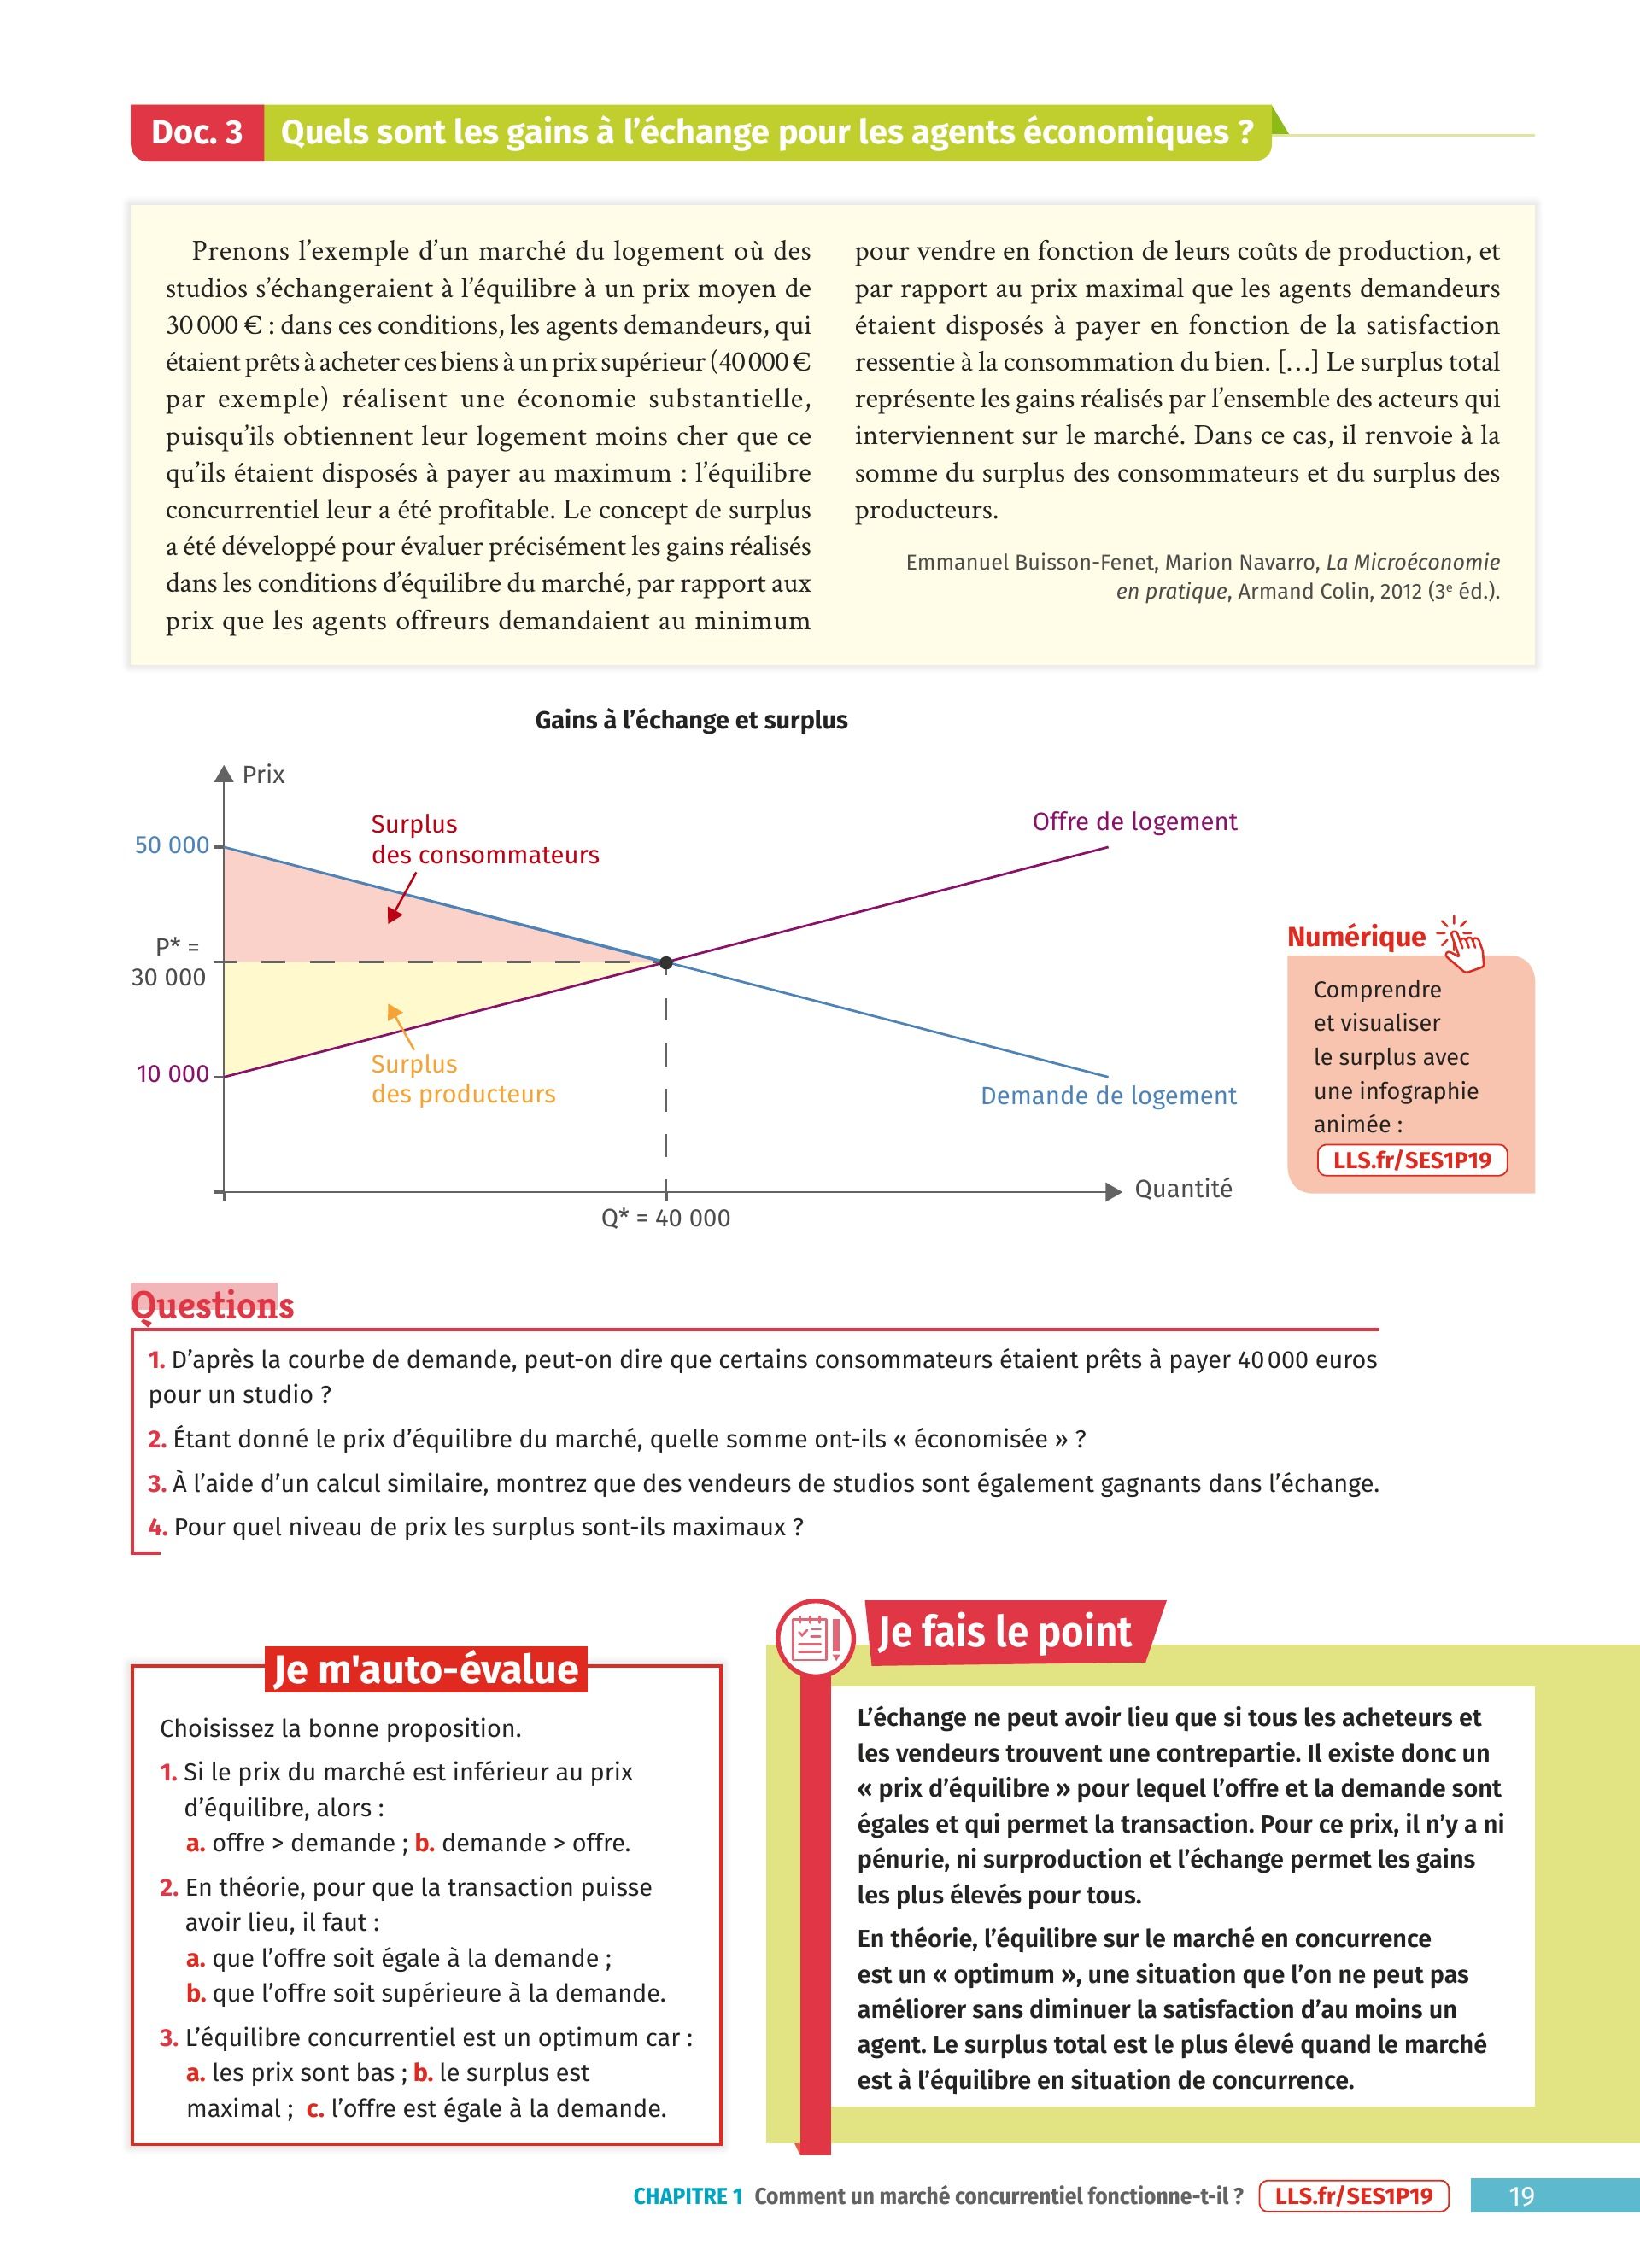 Doc. 3 Quels sont les gains à l’échange pour les agents économiques ?
Prenons l’exemple d’un marché du logement où des
studios s’échangeraient à l’équilibre à un prix moyen de
30 000 € : dans ces conditions, les agents demandeurs, qui
étaient prêts à acheter ces biens à un prix supérieur (40 000 €
par exemple) réalisent une économie substantielle,
puisqu’ils obtiennent leur logement moins cher que ce
qu’ils étaient disposés à payer au maximum : l’équilibre
concurrentiel leur a été profitable. Le concept de surplus
a été développé pour évaluer précisément les gains réalisés
dans les conditions d’équilibre du marché, par rapport aux
prix que les agents offreurs demandaient au minimum
pour vendre en fonction de leurs coûts de production, et
par rapport au prix maximal que les agents demandeurs
étaient disposés à payer en fonction de la satisfaction
ressentie à la consommation du bien. […] Le surplus total
représente les gains réalisés par l’ensemble des acteurs qui
interviennent sur le marché. Dans ce cas, il renvoie à la
somme du surplus des consommateurs et du surplus des
producteurs.
Emmanuel Buisson-Fenet, Marion Navarro, La Microéconomie
en pratique, Armand Colin, 2012 (3e éd.).
Gains à l’échange et surplus
Prix
50 000
Surplus
des consommateurs
Offre de logement
P* =
30 000
10 000
Surplus
des producteurs
Demande de logement
Quantité
Q* = 40 000
Numérique
Comprendre
et visualiser
le surplus avec
une infographie
animée :
LLS.fr/SES1P19
Questions
1. D’après la courbe de demande, peut-on dire que certains consommateurs étaient prêts à payer 40 000 euros
pour un studio ?
2. Étant donné le prix d’équilibre du marché, quelle somme ont-ils « économisée » ?
3. À l’aide d’un calcul similaire, montrez que des vendeurs de studios sont également gagnants dans l’échange.
4. Pour quel niveau de prix les surplus sont-ils maximaux ?
Je m'auto-évalue
Choisissez la bonne proposition.
1. Si le prix du marché est inférieur au prix
d’équilibre, alors :
a. offre > demande ; b. demande > offre.
2. En théorie, pour que la transaction puisse
avoir lieu, il faut :
a. que l’offre soit égale à la demande ;
b. que l’offre soit supérieure à la demande.
3. L’équilibre concurrentiel est un optimum car :
a. les prix sont bas ; b. le surplus est
maximal ; c. l’offre est égale à la demande.
Je fais le point
L’échange ne peut avoir lieu que si tous les acheteurs et
les vendeurs trouvent une contrepartie. Il existe donc un
« prix d’équilibre » pour lequel l’offre et la demande sont
égales et qui permet la transaction. Pour ce prix, il n’y a ni
pénurie, ni surproduction et l’échange permet les gains
les plus élevés pour tous.
En théorie, l’équilibre sur le marché en concurrence
est un « optimum », une situation que l’on ne peut pas
améliorer sans diminuer la satisfaction d’au moins un
agent. Le surplus total est le plus élevé quand le marché
est à l’équilibre en situation de concurrence.
CHAPITRE 1 Comment un marché concurrentiel fonctionne-t-il ? LLS.fr/SES1P19 19